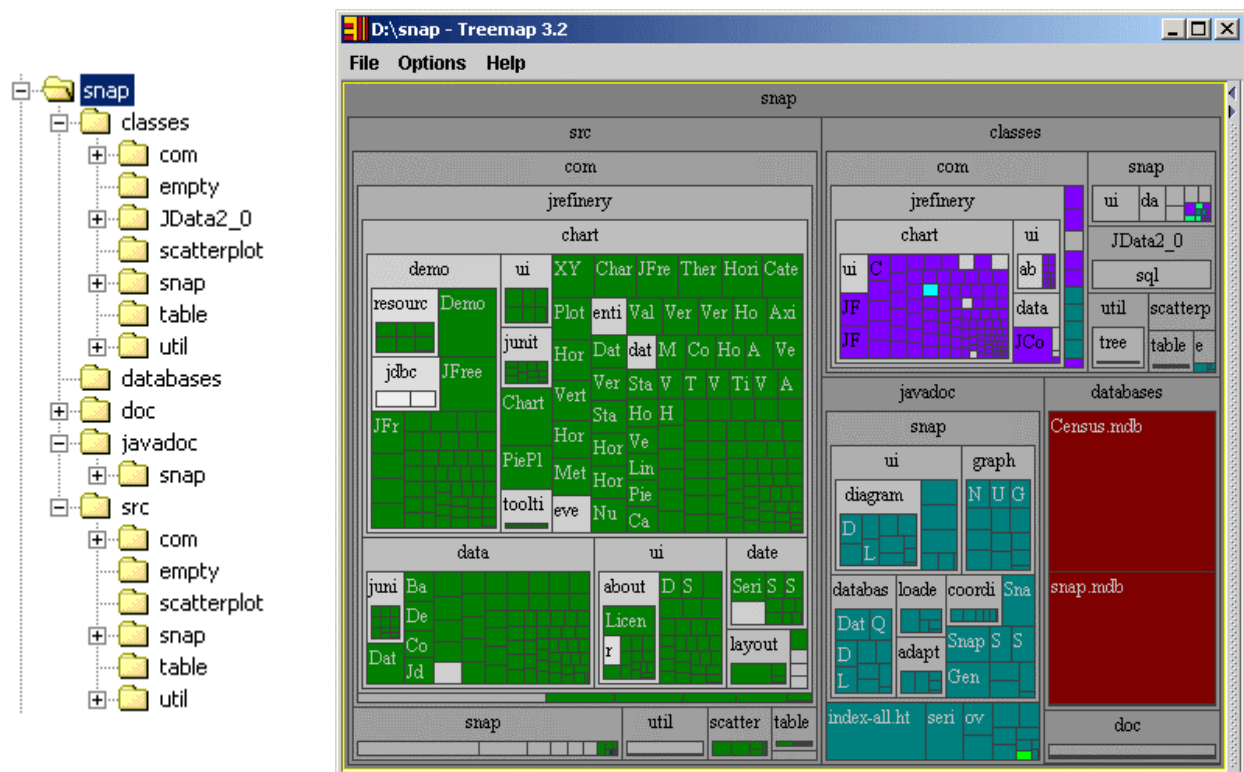 snap
classes
com
empty
JData2_0
scatterplot
snap
table
util
databases
doc
javadoc
snap
src
com
empty
scatterplot
snap
table
util
D:\snap - Treemap 3.2
File Options Help
snap
src
com
jrefinery
chart
demo
resourc
Demo
jdbc
JFree
JFr
ui
junit
Chart
PiePl
toolti
XY Char JFre Ther Hori Cate
Plot enti Val Ver Ver Ho Axi
Hor Dat dat M Co Ho A Ve
Vert Ver Sta V T V Ti V A
Hor Sta Ho H
Met Hor Ve
eve Hor Lin
Nu Pie
Ca
data
juni Ba
De
Dat Co
Jd
ui
about D S
Licen
r
date
Seri S S
layout
snap
util
scatter
table
classes
com
jrefinery
chart
ui C
JF
JF
ui
ab
data
JCo
snap
ui da
JData2_0
sql
util
tree
scatterp
table e
javadoc
snap
ui
diagram
D
L
graph
N U G
databas
Dat Q
D
L
loade
adapt
coordi
Sna
Snap S S
Gen
index-all.ht seri ov
databases
Census.mdb
snap.mdb
doc